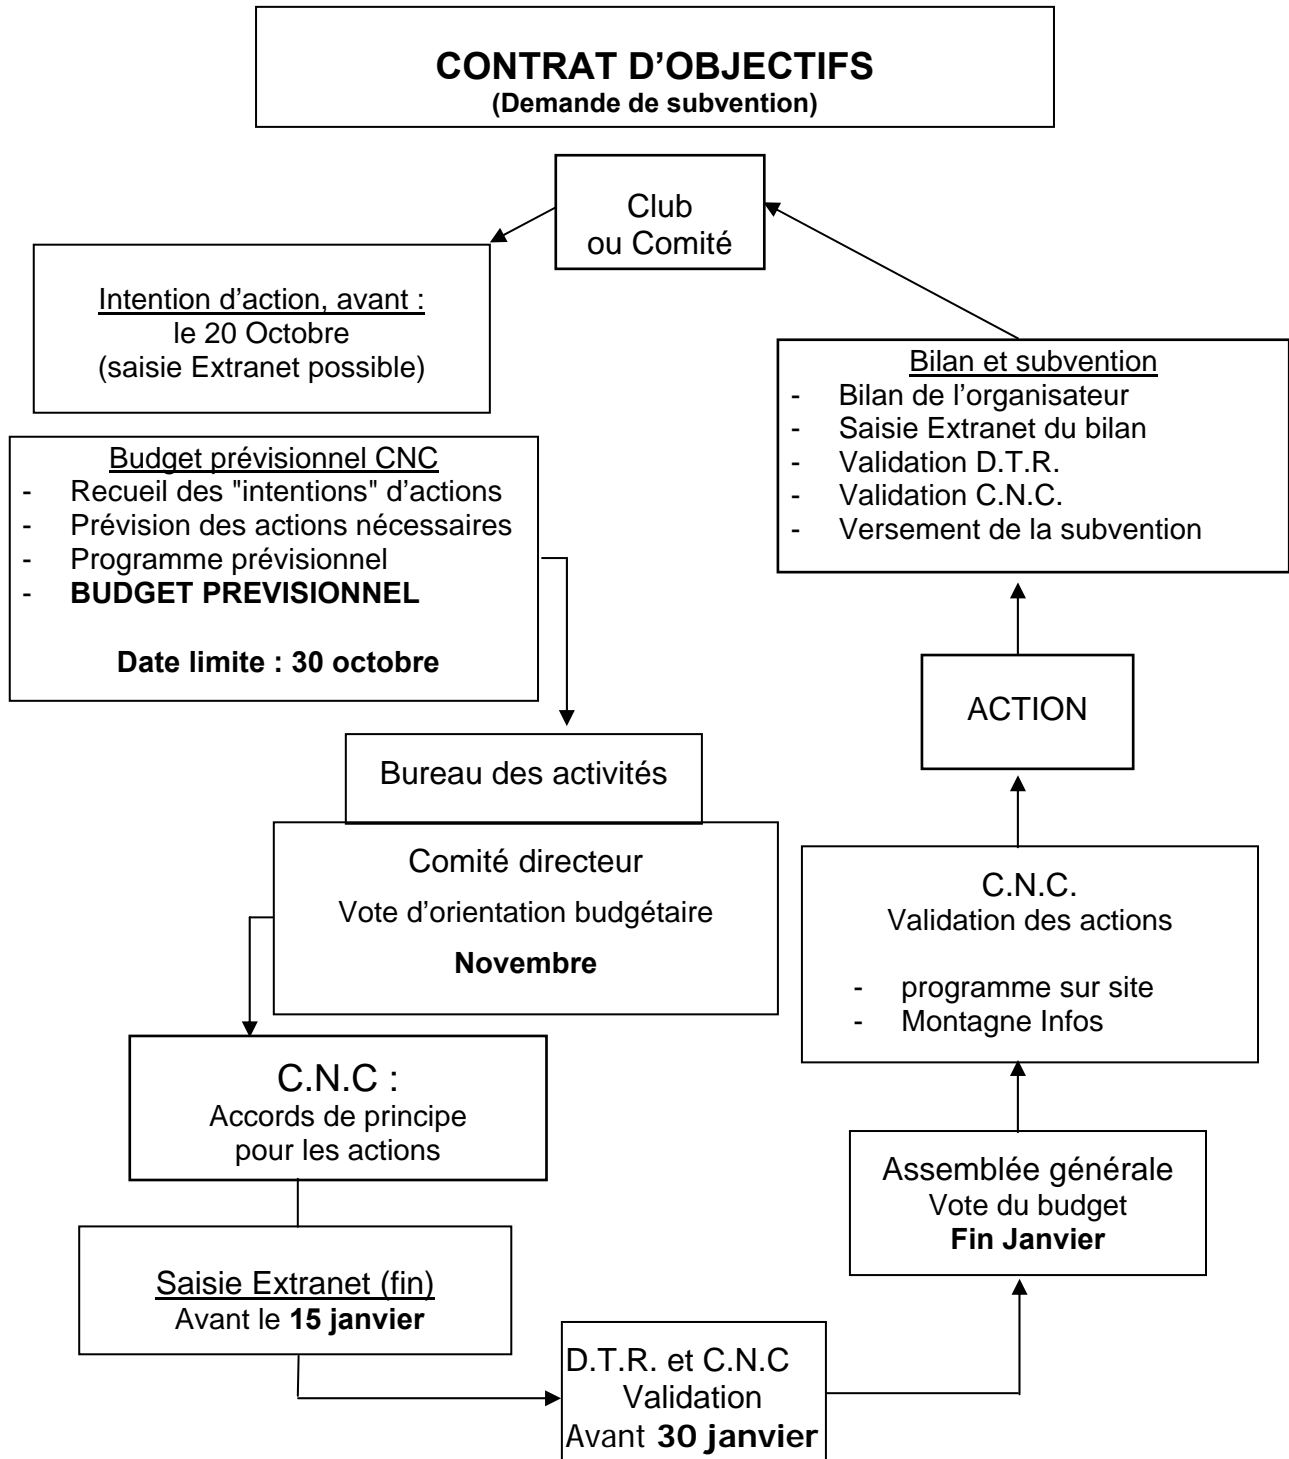 CONTRAT D’OBJECTIFS
(Demande de subvention)
Club
ou Comité
Intention d’action, avant :
le 20 Octobre
(saisie Extranet possible)
Budget prévisionnel CNC
- Recueil des "intentions" d’actions
- Prévision des actions nécessaires
- Programme prévisionnel
- BUDGET PREVISIONNEL
Date limite : 30 octobre
Bureau des activités
Comité directeur
Vote d’orientation budgétaire
Novembre
C.N.C :
Accords de principe
pour les actions
Saisie Extranet (fin)
Avant le 15 janvier
D.T.R. et C.N.C
Validation
Avant 30 janvier
Assemblée générale
Vote du budget
Fin Janvier
C.N.C.
Validation des actions
- programme sur site
- Montagne Infos
ACTION
Bilan et subvention
- Bilan de l’organisateur
- Saisie Extranet du bilan
- Validation D.T.R.
- Validation C.N.C.
- Versement de la subvention